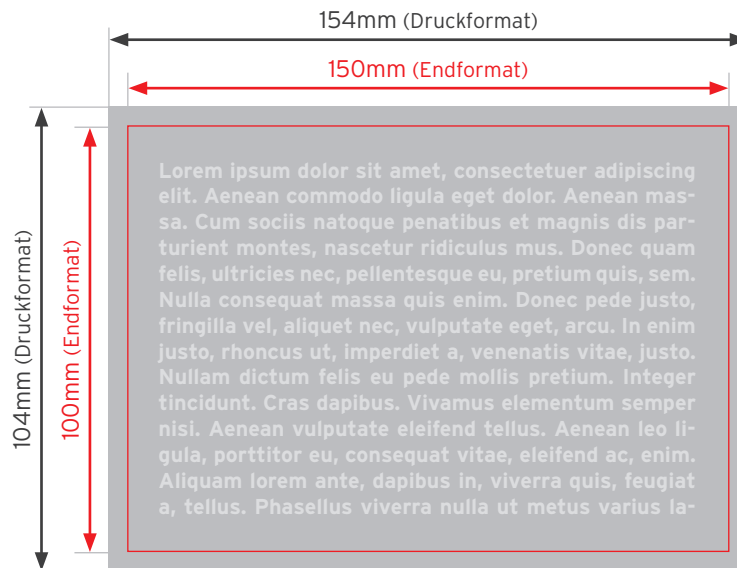 154mm (Druckformat)
150mm (Endformat)
104mm (Druckformat)
100mm (Endformat)
Lorem ipsum dolor sit amet, consectetuer adipiscing
elit. Aenean commodo ligula eget dolor. Aenean mas-
sa. Cum sociis natoque penatibus et magnis dis par-
turient montes, nascetur ridiculus mus. Donec quam
felis, ultricies nec, pellentesque eu, pretium quis, sem.
Nulla consequat massa quis enim. Donec pede justo,
fringilla vel, aliquet nec, vulputate eget, arcu. In enim
justo, rhoncus ut, imperdiet a, venenatis vitae, justo.
Nullam dictum felis eu pede mollis pretium. Integer
tincidunt. Cras dapibus. Vivamus elementum semper
nisi. Aenean vulputate eleifend tellus. Aenean leo li-
gula, porttitor eu, consequat vitae, eleifend ac, enim.
Aliquam lorem ante, dapibus in, viverra quis, feugiat
a, tellus. Phasellus viverra nulla ut metus varius la-